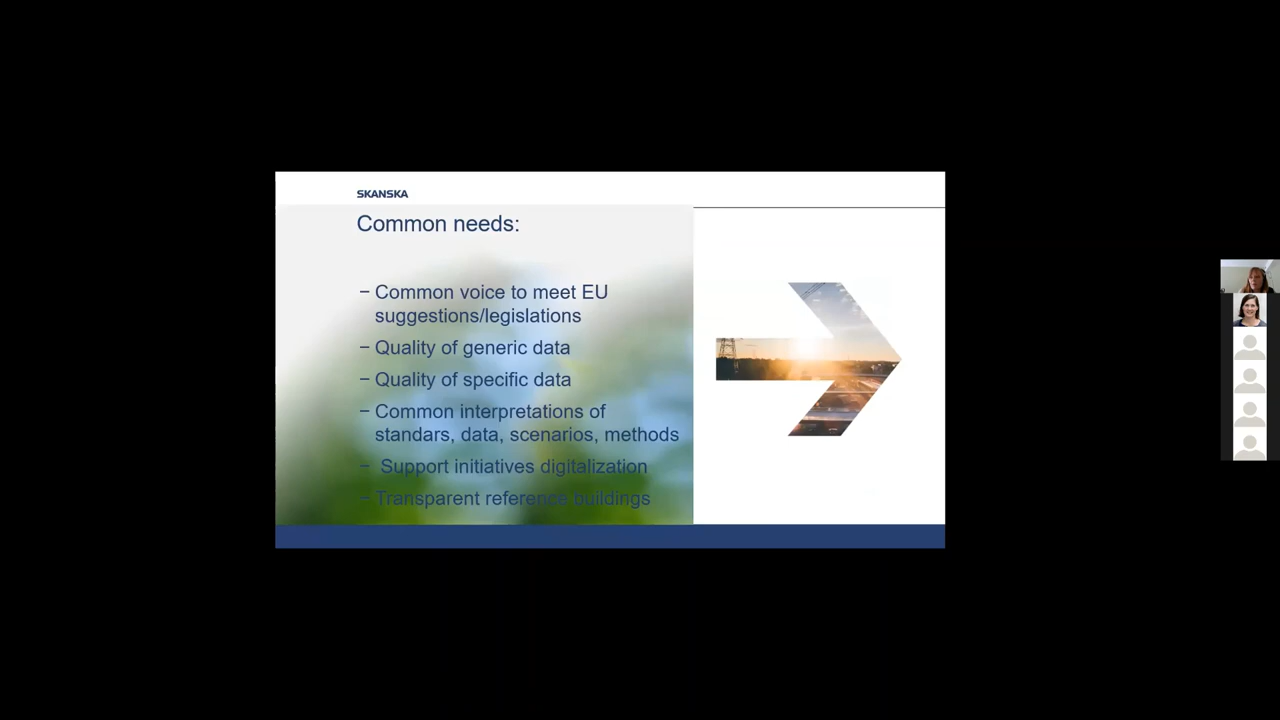 SKANSKA
Common needs:
− Common voice to meet EU
suggestions/legislations
− Quality of generic data
− Quality of specific data
− Common interpretations of
standars, data, scenarios, methods
− Support initiatives digitalization
− Transparent reference buildings